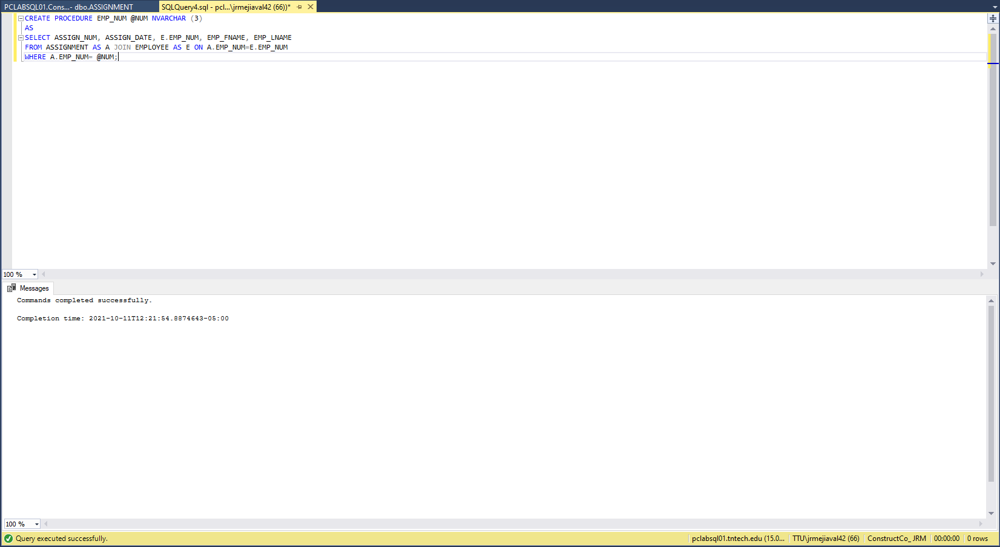 PCLABSQL01.Cons...- dbo.ASSIGNMENT
SQLQuery4.sql - pcl...\jrmejiaval42 (66))*
CREATE PROCEDURE EMP_NUM @NUM NVARCHAR (3)
AS
SELECT ASSIGN_NUM, ASSIGN_DATE, E.EMP_NUM, EMP_FNAME, EMP_LNAME
FROM ASSIGNMENT AS A JOIN EMPLOYEE AS E ON A.EMP_NUM=E.EMP_NUM
WHERE A.EMP_NUM= @NUM;
100 %
Messages
Commands completed successfully.
Completion time: 2021-10-11T12:21:54.8874643-05:00
100 %
Query executed successfully.
pclabsql01.tntech.edu (15.0...
TTU\jrmejiaval42 (66)
ConstructCo_JRM
00:00:00
0 rows